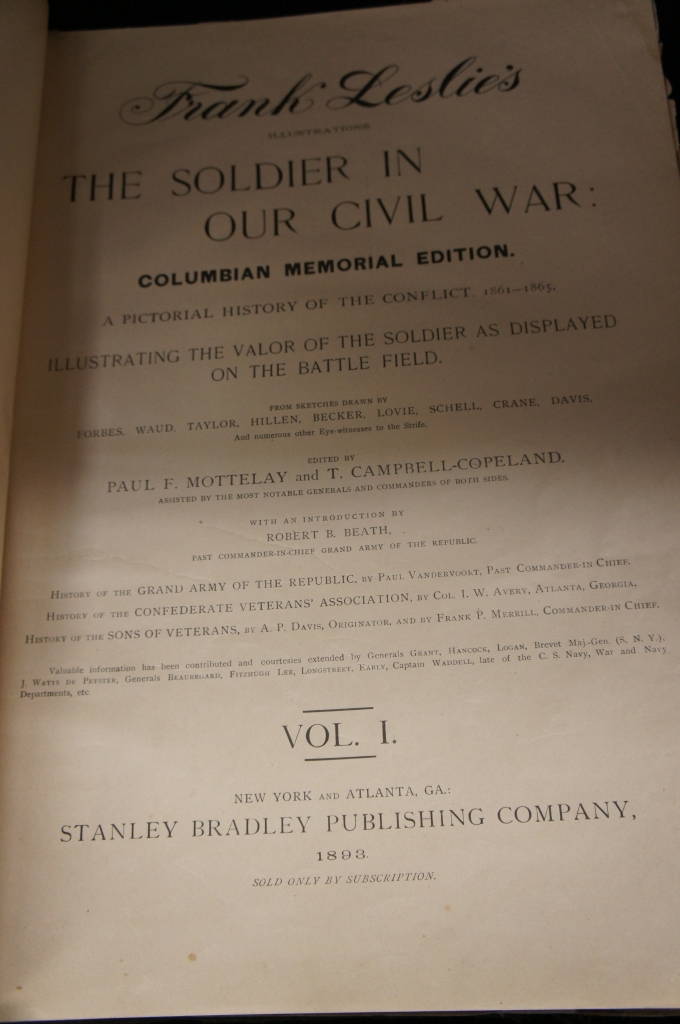 Frank Leslie's
ILLUSTRATIONS
THE SOLDIER IN
OUR CIVIL WAR:
COLUMBIAN MEMORIAL EDITION.
A PICTORIAL HISTORY OF THE CONFLICT, 1861–1865,
ILLUSTRATING THE VALOR OF THE SOLDIER AS DISPLAYED
ON THE BATTLE FIELD.
FROM SKETCHES DRAWN BY
FORBES, WAUD, TAYLOR, HILLEN, BECKER, LOVIE, SCHELL, CRANE, DAVIS,
And numerous other Eye-witnesses to the Strife.
EDITED BY
PAUL F. MOTTELAY and T. CAMPBELL-COPELAND,
ASSISTED BY THE MOST NOTABLE GENERALS AND COMMANDERS OF BOTH SIDES.
WITH AN INTRODUCTION BY
ROBERT B. BEATH,
PAST COMMANDER-IN-CHIEF GRAND ARMY OF THE REPUBLIC.
HISTORY OF THE GRAND ARMY OF THE REPUBLIC, BY PAUL VANDERVOORT, PAST COMMANDER-IN CHIEF.
HISTORY OF THE CONFEDERATE VETERANS' ASSOCIATION, BY COL. I. W. AVERY, ATLANTA, GEORGIA,
HISTORY OF THE SONS OF VETERANS, BY A. P. DAVIS, ORIGINATOR, AND BY FRANK P. MERRILL, COMMANDER-IN CHIEF.
Valuable information has been contributed and courtesies extended by Generals GRANT, HANCOCK, LOGAN, Brevet Maj.-Gen. (S. N. Y.),
J. WATTS DE PEYSTER, Generals BEAUREGARD, FITZHUGH LEE, LONGSTREET, EARLY, Captain WADDELL, late of the C. S. Navy, War and Navy
Departments, etc
VOL. I.
NEW YORK AND ATLANTA, GA.:
STANLEY BRADLEY PUBLISHING COMPANY,
1893.
SOLD ONLY BY SUBSCRIPTION.